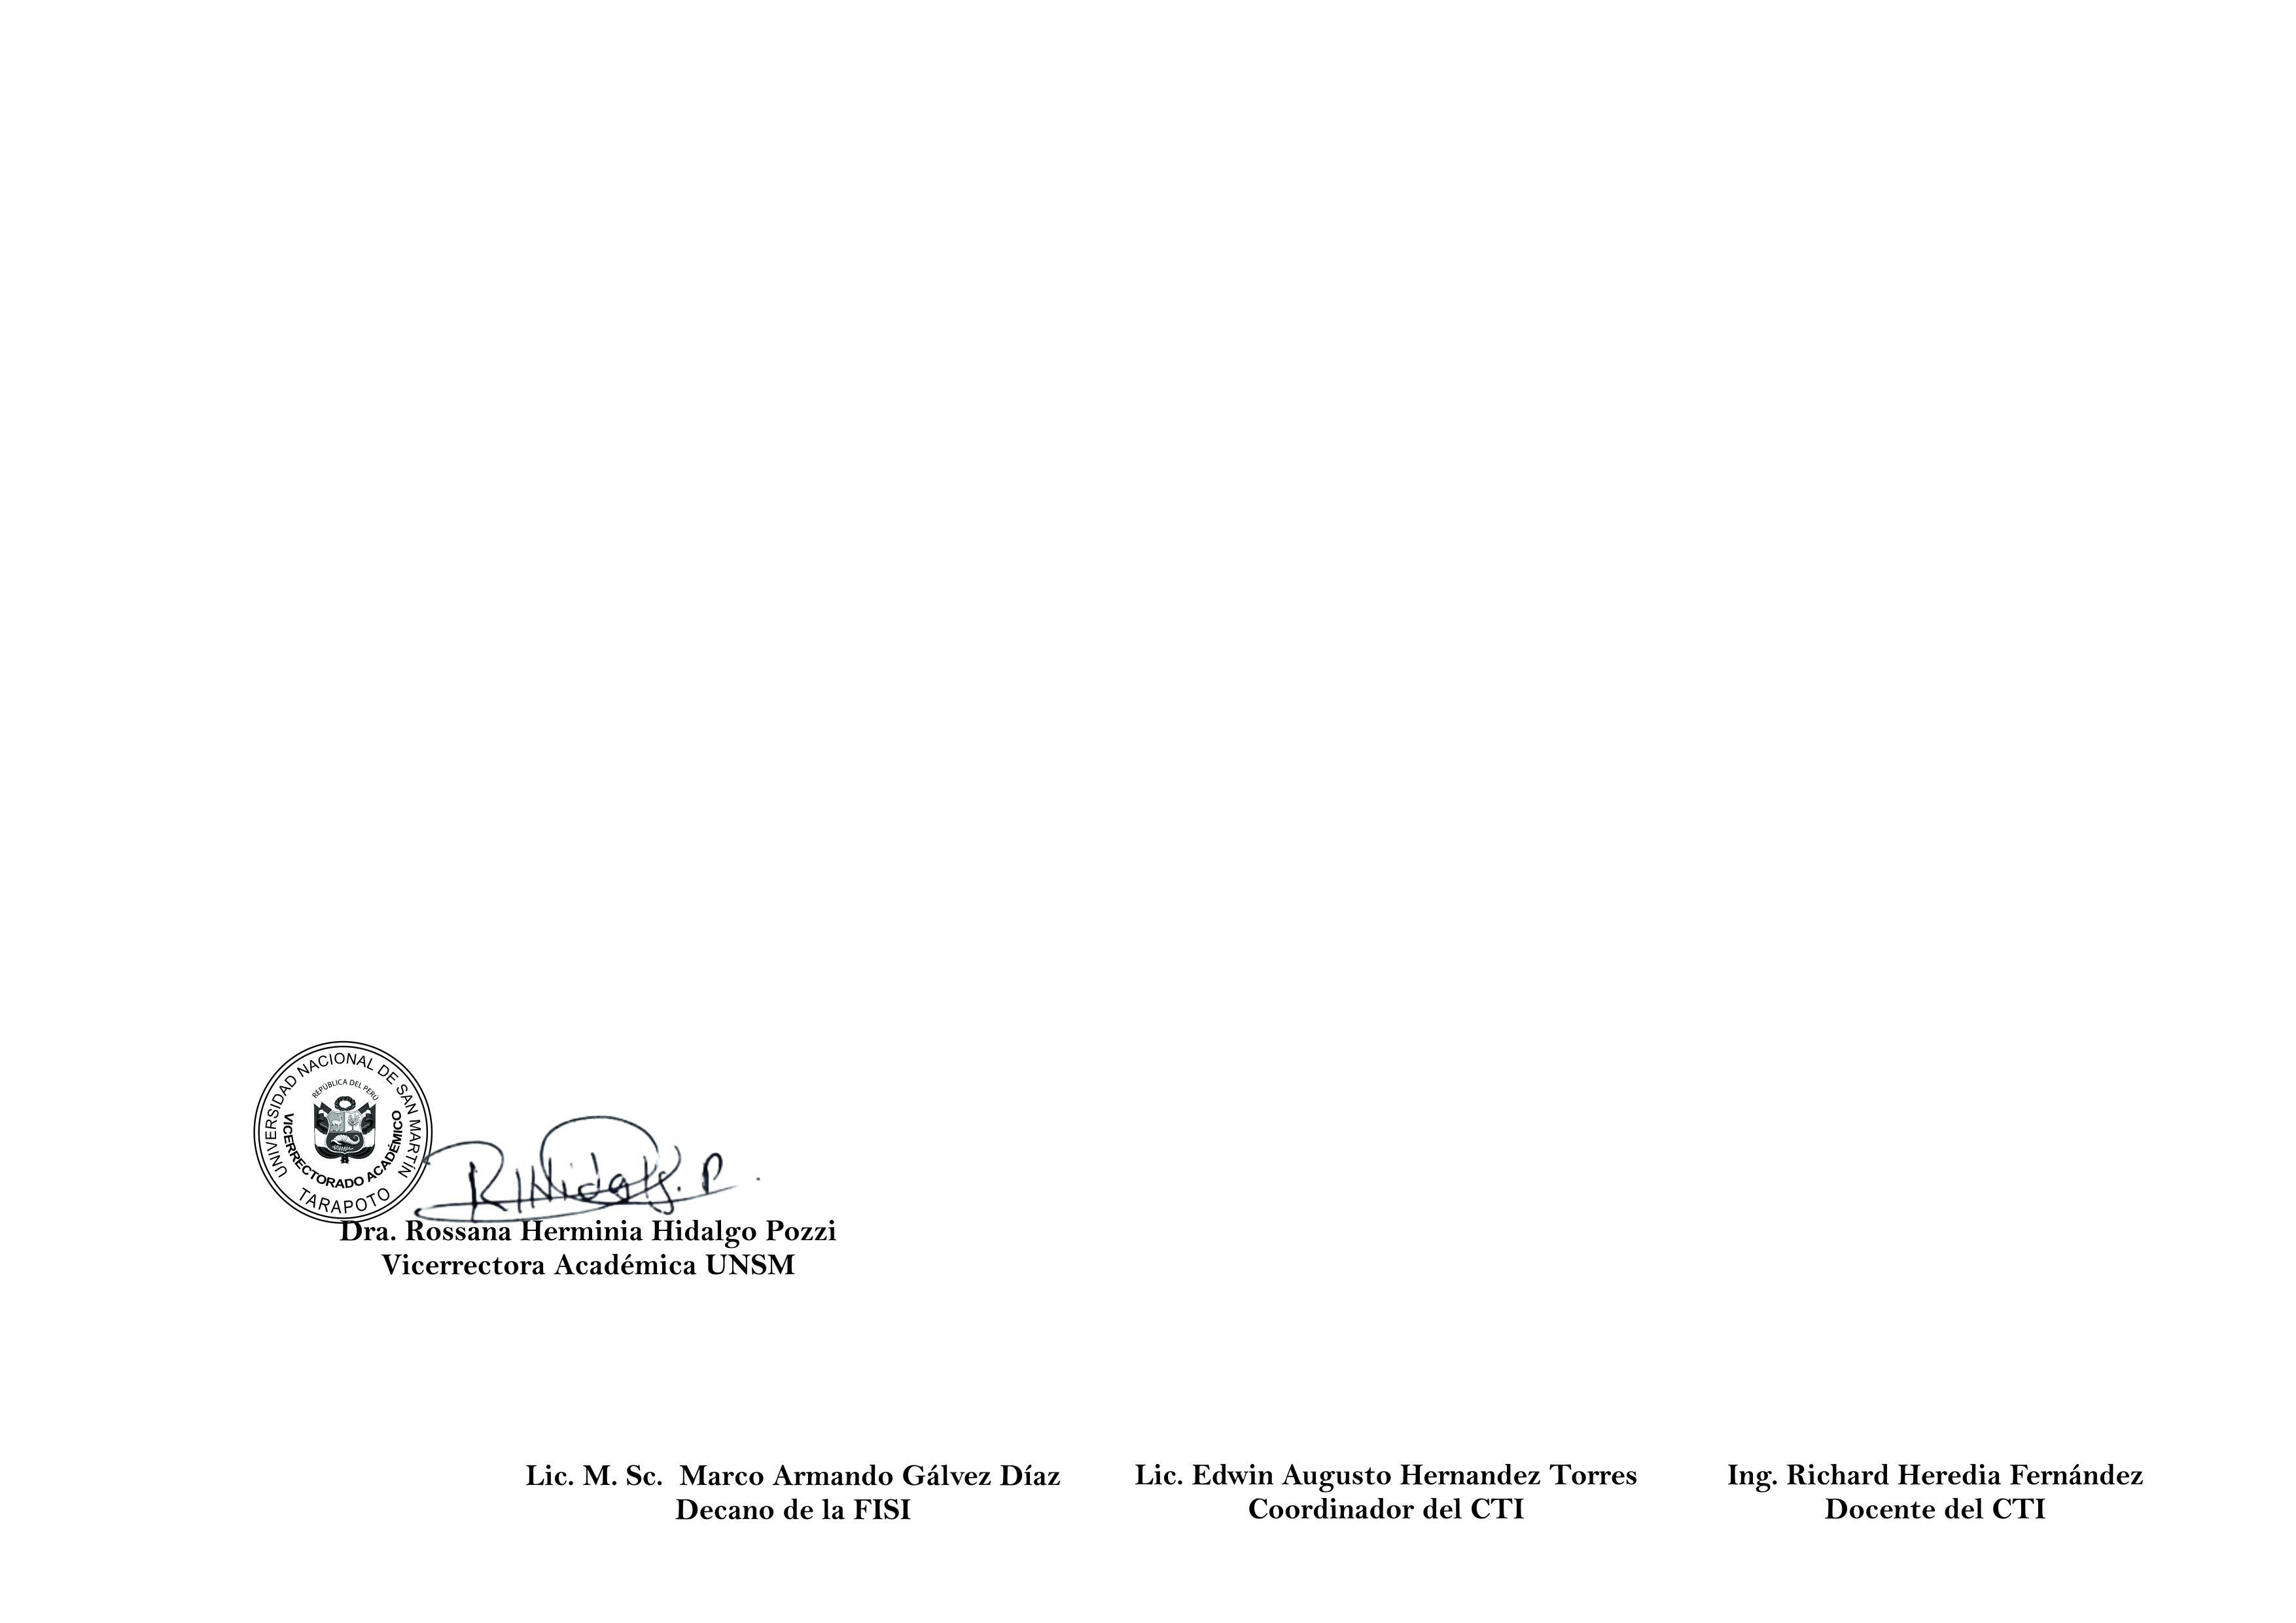 UNIVERSIDAD NACIONAL DE SAN MARTÍN
REPÚBLICA DEL PERÚ
VICERRECTORADO ACADÉMICO
TARAPOTO
Dra. Rossana Herminia Hidalgo Pozzi
Vicerrectora Académica UNSM
Lic. M. Sc. Marco Armando Gálvez Díaz
Decano de la FISI
Lic. Edwin Augusto Hernandez Torres
Coordinador del CTI
Ing. Richard Heredia Fernández
Docente del CTI